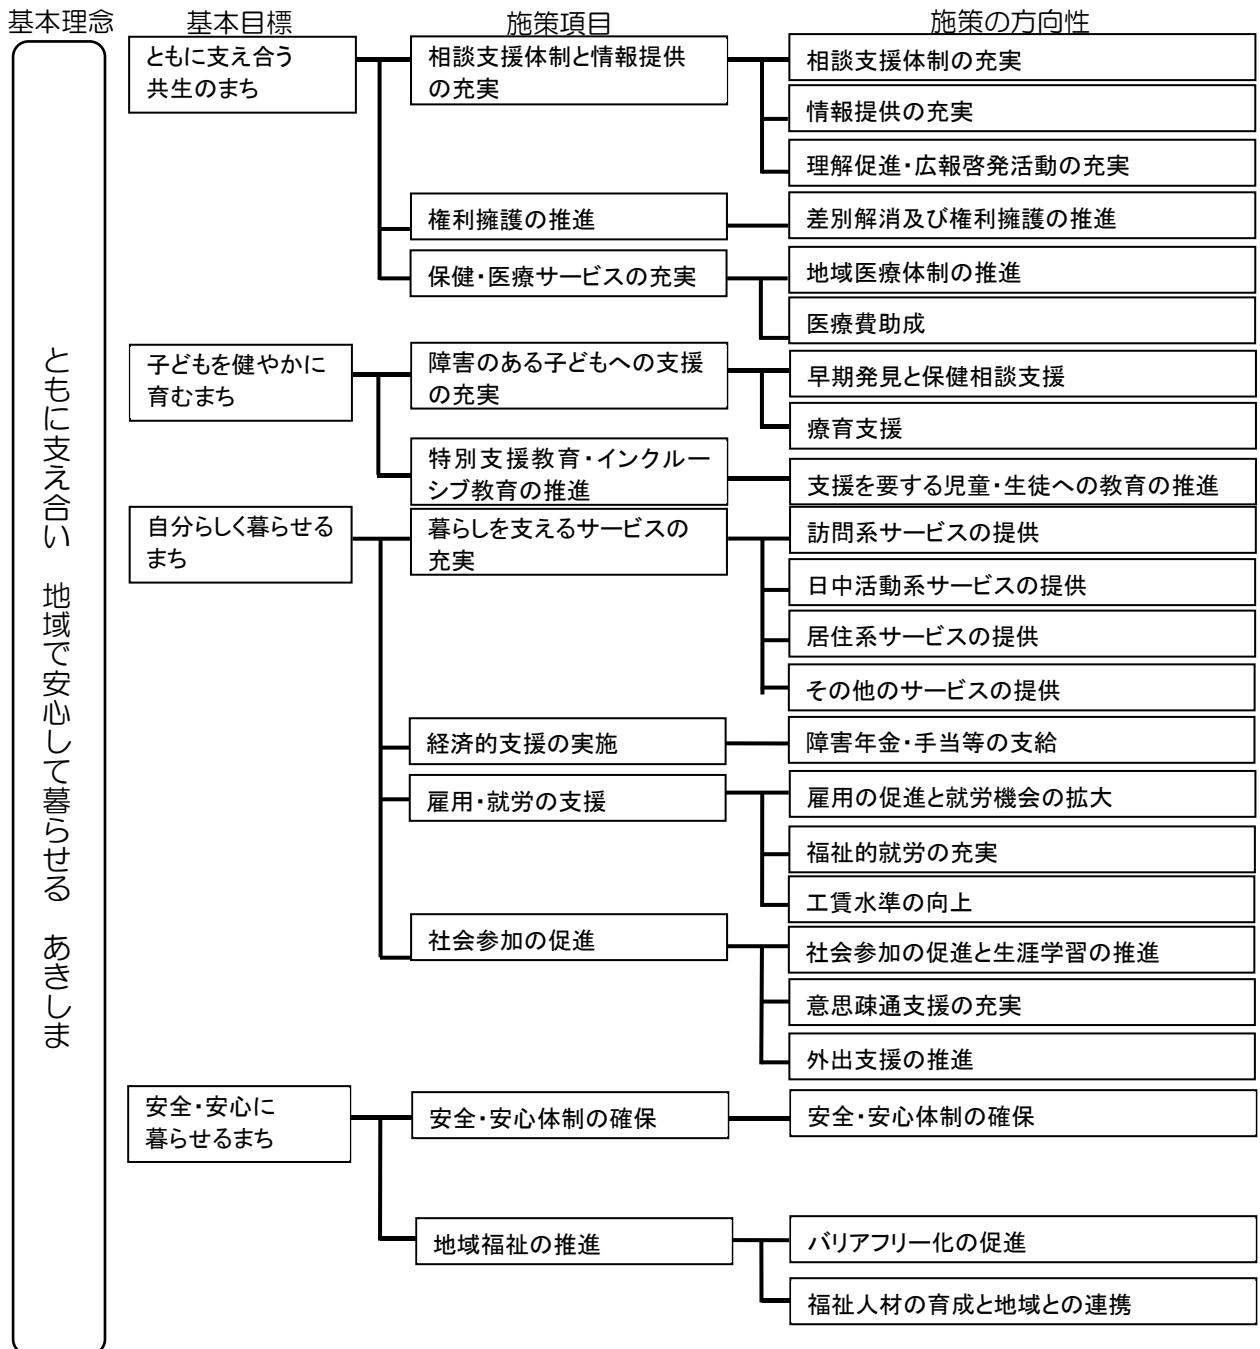 基本理念
基本目標
施策項目
施策の方向性
ともに支え合い 地域で安心して暮らせる あきしま
ともに支え合う
共生のまち
相談支援体制と情報提供
の充実
相談支援体制の充実
情報提供の充実
理解促進・広報啓発活動の充実
権利擁護の推進
差別解消及び権利擁護の推進
保健・医療サービスの充実
地域医療体制の推進
医療費助成
子どもを健やかに
育むまち
障害のある子どもへの支援
の充実
早期発見と保健相談支援
療育支援
特別支援教育・インクルー
シブ教育の推進
支援を要する児童・生徒への教育の推進
自分らしく暮らせる
まち
暮らしを支えるサービスの
充実
訪問系サービスの提供
日中活動系サービスの提供
居住系サービスの提供
その他のサービスの提供
経済的支援の実施
障害年金・手当等の支給
雇用・就労の支援
雇用の促進と就労機会の拡大
福祉的就労の充実
工賃水準の向上
社会参加の促進
社会参加の促進と生涯学習の推進
意思疎通支援の充実
外出支援の推進
安全・安心に
暮らせるまち
安全・安心体制の確保
安全・安心体制の確保
地域福祉の推進
バリアフリー化の促進
福祉人材の育成と地域との連携